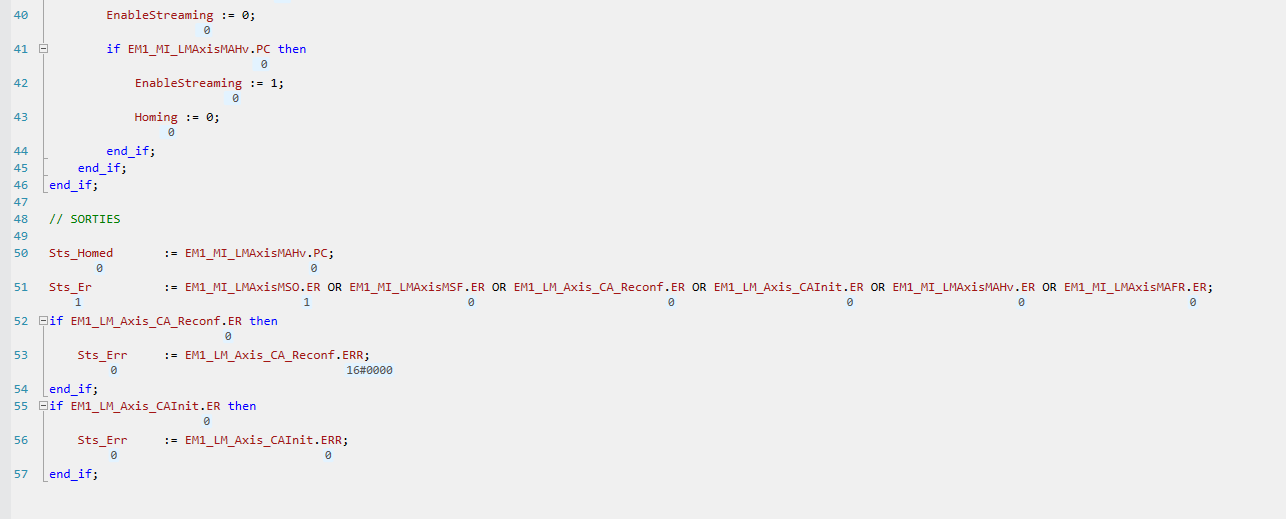 40 EnableStreaming := 0;
0
41 if EM1_MI_LMAxisMAHv.PC then
0
42 EnableStreaming := 1;
0
43 Homing := 0;
0
44 end_if;
45 end_if;
46 end_if;
47
48 // SORTIES
49
50 Sts_Homed := EM1_MI_LMAxisMAHv.PC;
0 0
51 Sts_Er := EM1_MI_LMAxisMSO.ER OR EM1_MI_LMAxisMSF.ER OR EM1_LM_Axis_CA_Reconf.ER OR EM1_LM_Axis_CAInit.ER OR EM1_MI_LMAxisMAHv.ER OR EM1_MI_LMAxisMAFR.ER;
1 1 0 0 0 0 0
52 if EM1_LM_Axis_CA_Reconf.ER then
0
53 Sts_Err := EM1_LM_Axis_CA_Reconf.ERR;
0 16#0000
54 end_if;
55 if EM1_LM_Axis_CAInit.ER then
0
56 Sts_Err := EM1_LM_Axis_CAInit.ERR;
0 0
57 end_if;